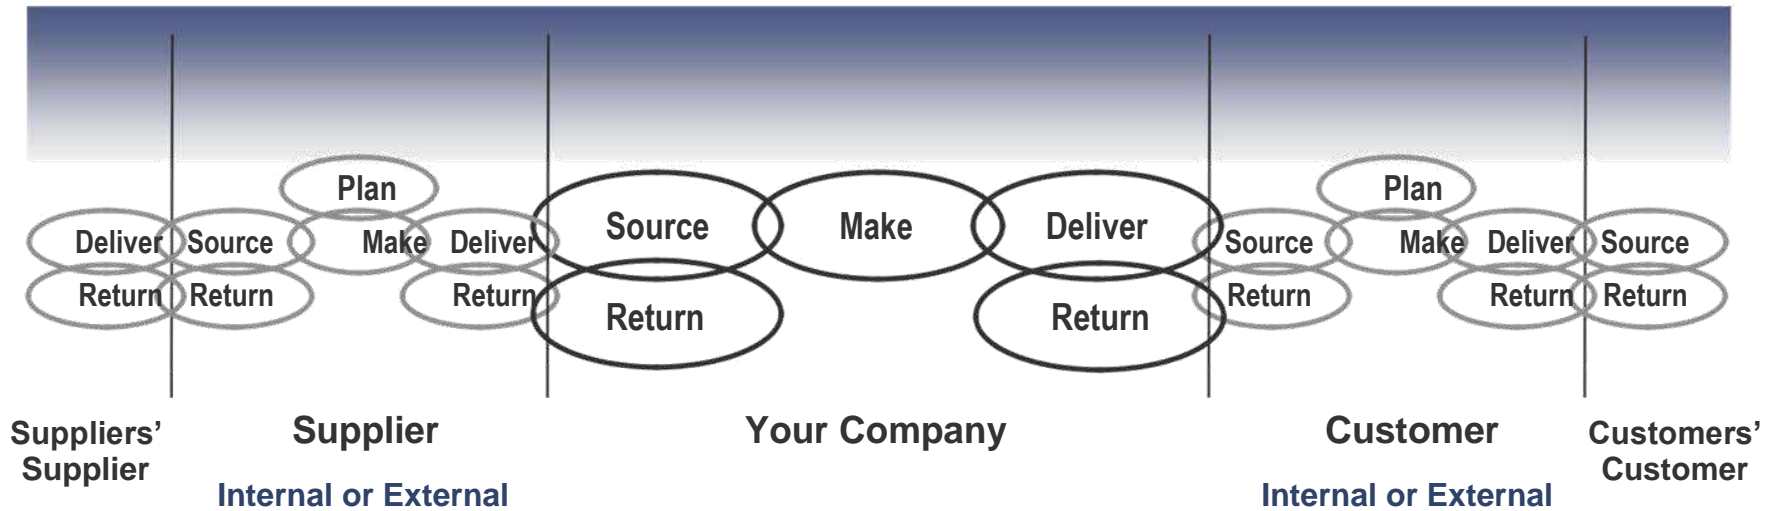 Plan
Plan
Source
Make
Deliver
Deliver
Source
Make
Deliver
Source
Make
Deliver
Source
Return
Return
Return
Return
Return
Return
Return
Return
Suppliers’
Supplier
Supplier
Internal or External
Your Company
Customer
Internal or External
Customers’
Customer